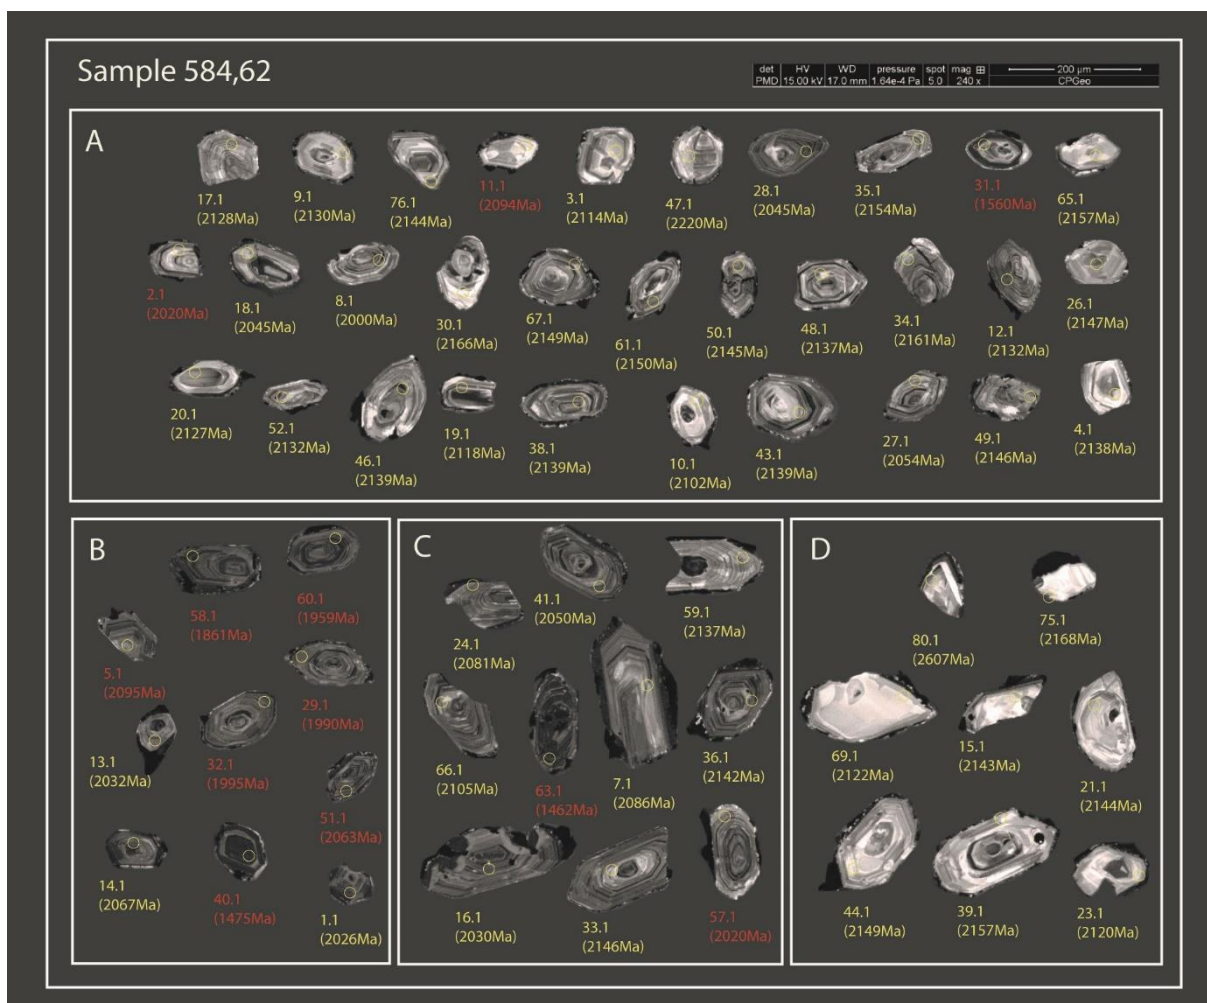 Sample 584,62
det HV WD pressure spot mag ⊞ 200 µm
PMD 15.00 kV 17.0 mm 1.64e-4 Pa 5.0 240 x CPGeo
A
17.1
(2128Ma)
9.1
(2130Ma)
76.1
(2144Ma)
11.1
(2094Ma)
3.1
(2114Ma)
47.1
(2220Ma)
28.1
(2045Ma)
35.1
(2154Ma)
31.1
(1560Ma)
65.1
(2157Ma)
2.1
(2020Ma)
18.1
(2045Ma)
8.1
(2000Ma)
30.1
(2166Ma)
67.1
(2149Ma)
61.1
(2150Ma)
50.1
(2145Ma)
48.1
(2137Ma)
34.1
(2161Ma)
12.1
(2132Ma)
26.1
(2147Ma)
20.1
(2127Ma)
52.1
(2132Ma)
46.1
(2139Ma)
19.1
(2118Ma)
38.1
(2139Ma)
10.1
(2102Ma)
43.1
(2139Ma)
27.1
(2054Ma)
49.1
(2146Ma)
4.1
(2138Ma)
B
58.1
(1861Ma)
60.1
(1959Ma)
5.1
(2095Ma)
29.1
(1990Ma)
13.1
(2032Ma)
32.1
(1995Ma)
51.1
(2063Ma)
14.1
(2067Ma)
40.1
(1475Ma)
1.1
(2026Ma)
C
24.1
(2081Ma)
41.1
(2050Ma)
59.1
(2137Ma)
66.1
(2105Ma)
63.1
(1462Ma)
7.1
(2086Ma)
36.1
(2142Ma)
16.1
(2030Ma)
33.1
(2146Ma)
57.1
(2020Ma)
D
80.1
(2607Ma)
75.1
(2168Ma)
69.1
(2122Ma)
15.1
(2143Ma)
21.1
(2144Ma)
44.1
(2149Ma)
39.1
(2157Ma)
23.1
(2120Ma)